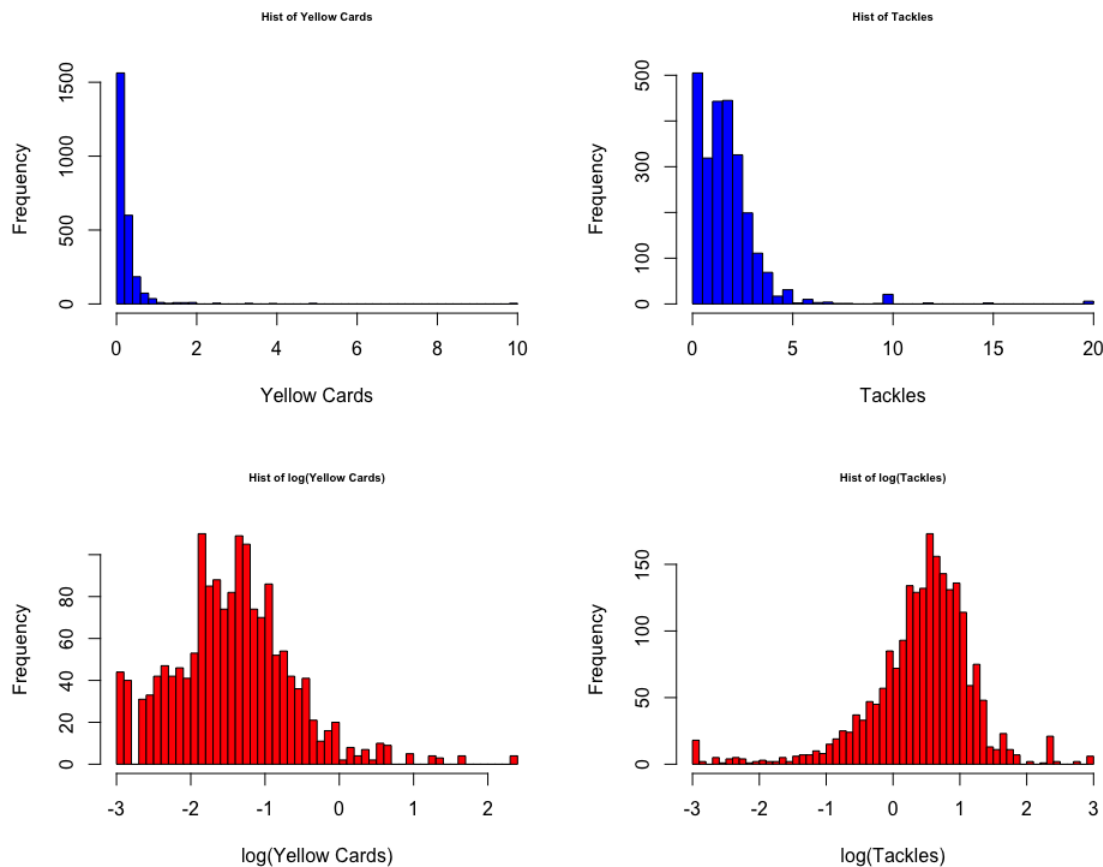 Hist of Yellow Cards
Frequency
0 500 1000 1500
0 2 4 6 8 10
Yellow Cards
Hist of Tackles
Frequency
100 300 500
0 5 10 15 20
Tackles
Hist of log(Yellow Cards)
Frequency
0 20 40 60 80
-3 -2 -1 0 1 2
log(Yellow Cards)
Hist of log(Tackles)
Frequency
0 50 100 150
-3 -2 -1 0 1 2 3
log(Tackles)